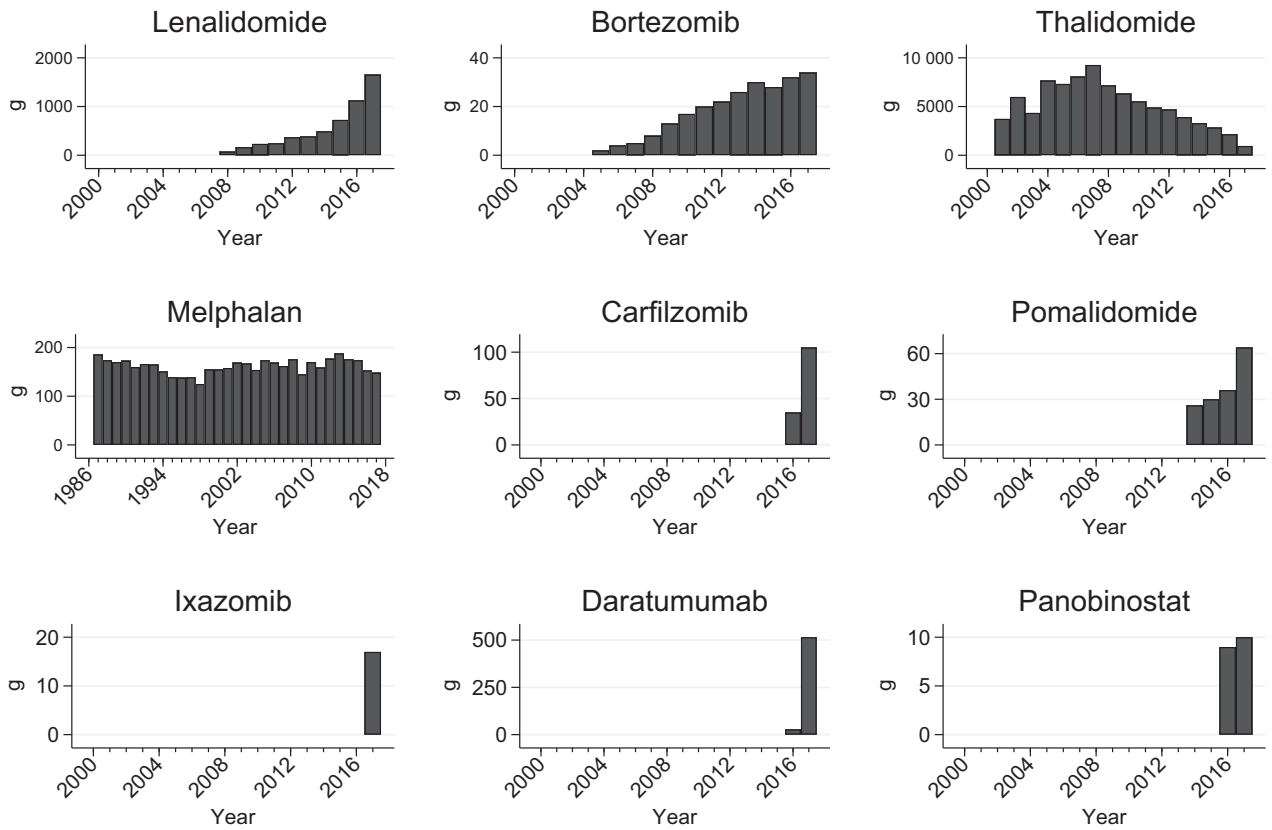 Lenalidomide
2000
1000
0
g
2000
2004
2008
2012
2016
Year
Bortezomib
40
20
0
g
2000
2004
2008
2012
2016
Year
Thalidomide
10 000
5000
0
g
2000
2004
2008
2012
2016
Year
Melphalan
200
100
0
g
1986
1994
2002
2010
2018
Year
Carfilzomib
100
50
0
g
2000
2004
2008
2012
2016
Year
Pomalidomide
60
30
0
g
2000
2004
2008
2012
2016
Year
Ixazomib
20
10
0
g
2000
2004
2008
2012
2016
Year
Daratumumab
500
250
0
g
2000
2004
2008
2012
2016
Year
Panobinostat
10
5
0
g
2000
2004
2008
2012
2016
Year